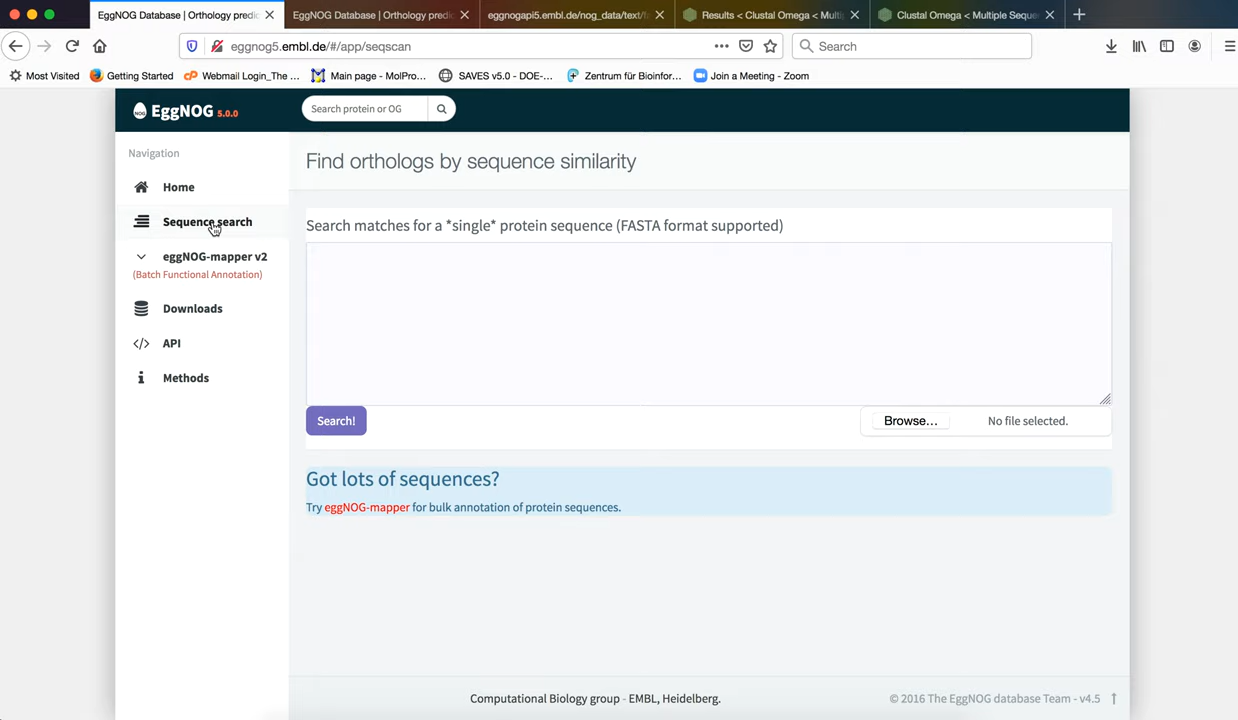 EggNOG Database | Orthology predic
EggNOG Database | Orthology predic
eggnogapi5.embl.de/nog_data/text/fa
Results < Clustal Omega < Multip
Clustal Omega < Multiple Seque
eggnog5.embl.de/#/app/seqscan
Search
Most Visited
Getting Started
Webmail Login_The ...
Main page - MolPro...
SAVES v5.0 - DOE-...
Zentrum für Bioinfor...
Join a Meeting - Zoom
NOG
EggNOG 5.0.0
Search protein or OG
Navigation
Home
Sequence search
eggNOG-mapper v2
(Batch Functional Annotation)
Downloads
API
Methods
Find orthologs by sequence similarity
Search matches for a *single* protein sequence (FASTA format supported)
Search!
Browse...
No file selected.
Got lots of sequences?
Try eggNOG-mapper for bulk annotation of protein sequences.
Computational Biology group - EMBL, Heidelberg.
© 2016 The EggNOG database Team - v4.5